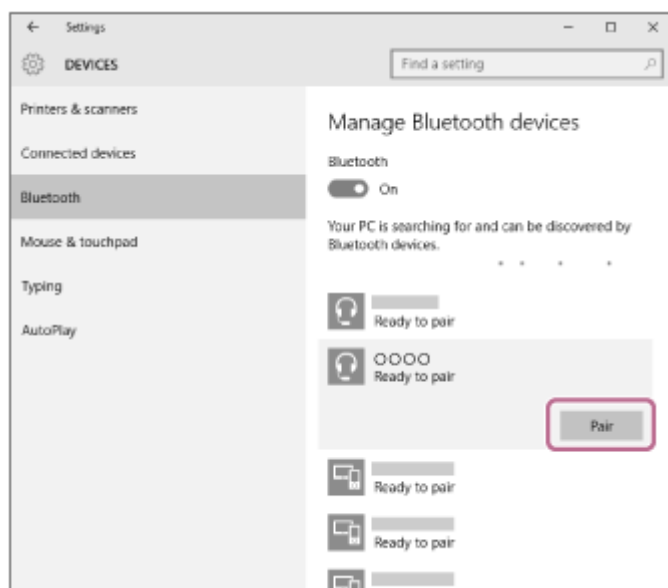 Settings
DEVICES
Find a setting
Printers & scanners
Connected devices
Bluetooth
Mouse & touchpad
Typing
AutoPlay
Manage Bluetooth devices
Bluetooth
On
Your PC is searching for and can be discovered by
Bluetooth devices.
Ready to pair
OOOO
Ready to pair
Pair
Ready to pair
Ready to pair